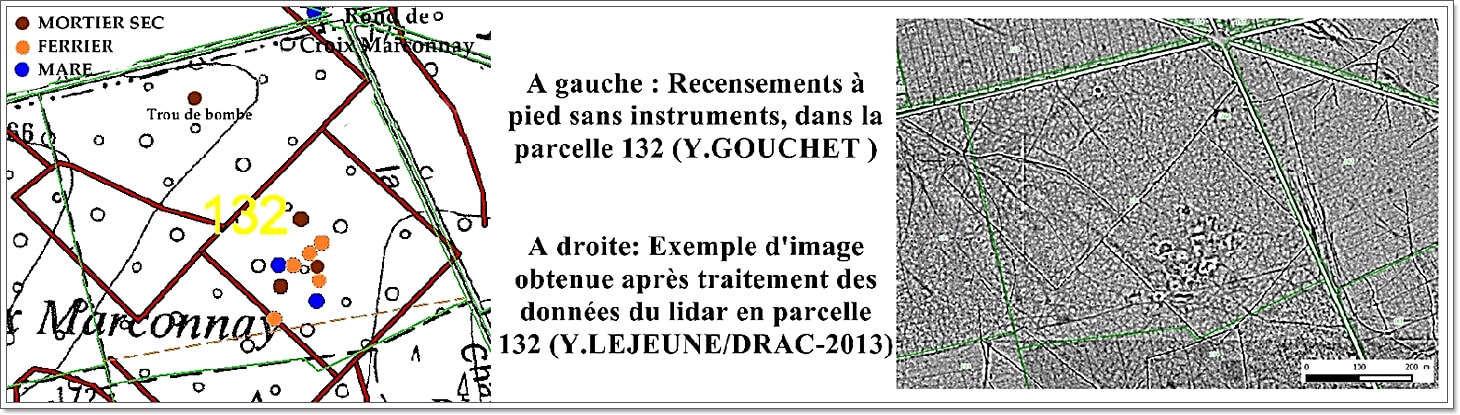 MORTIER SEC
FERRIER
MARE
Rond de
Croix Marconnay
Trou de bombe
66
la
132
x Marconnay
172
Cha
A gauche : Recensements à
pied sans instruments, dans la
parcelle 132 (Y.GOUCHET )
A droite: Exemple d'image
obtenue après traitement des
données du lidar en parcelle
132 (Y.LEJEUNE/DRAC-2013)
0 100 200 m